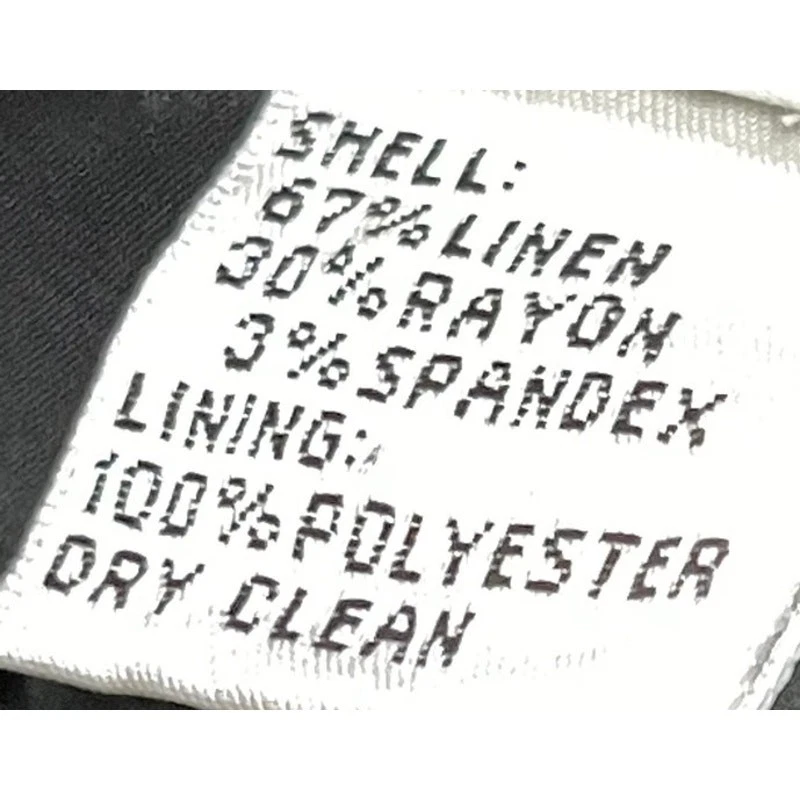 SHELL:
67% LINEN
30% RAYON
3% SPANDEX
LINING:
100% POLYESTER
DRY CLEAN